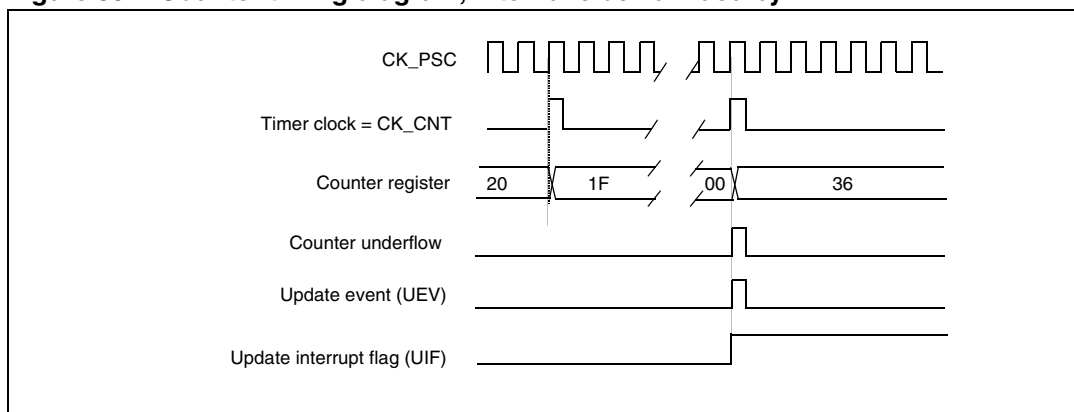 CK_PSC
Timer clock = CK_CNT
Counter register 20 1F 00 36
Counter underflow
Update event (UEV)
Update interrupt flag (UIF)